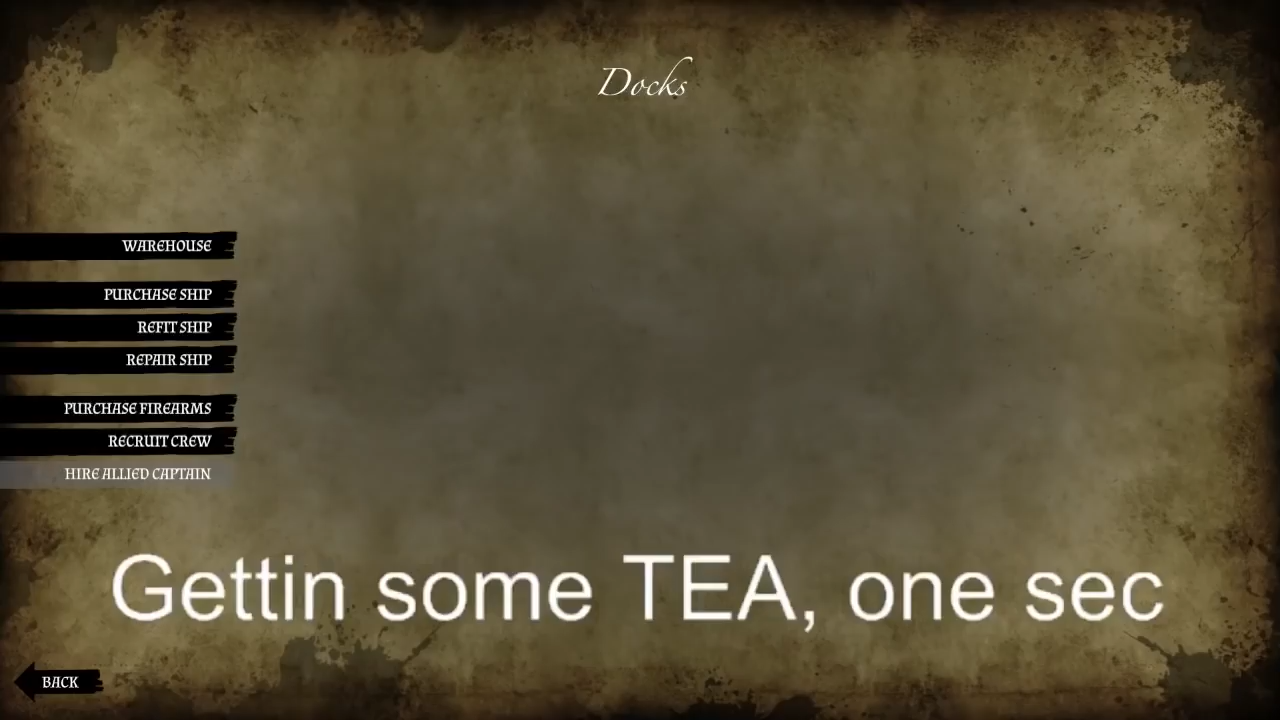 Docks
WAREHOUSE
PURCHASE SHIP
REFIT SHIP
REPAIR SHIP
PURCHASE FIREARMS
RECRUIT CREW
HIRE ALLIED CAPTAIN
Gettin some TEA, one sec
BACK